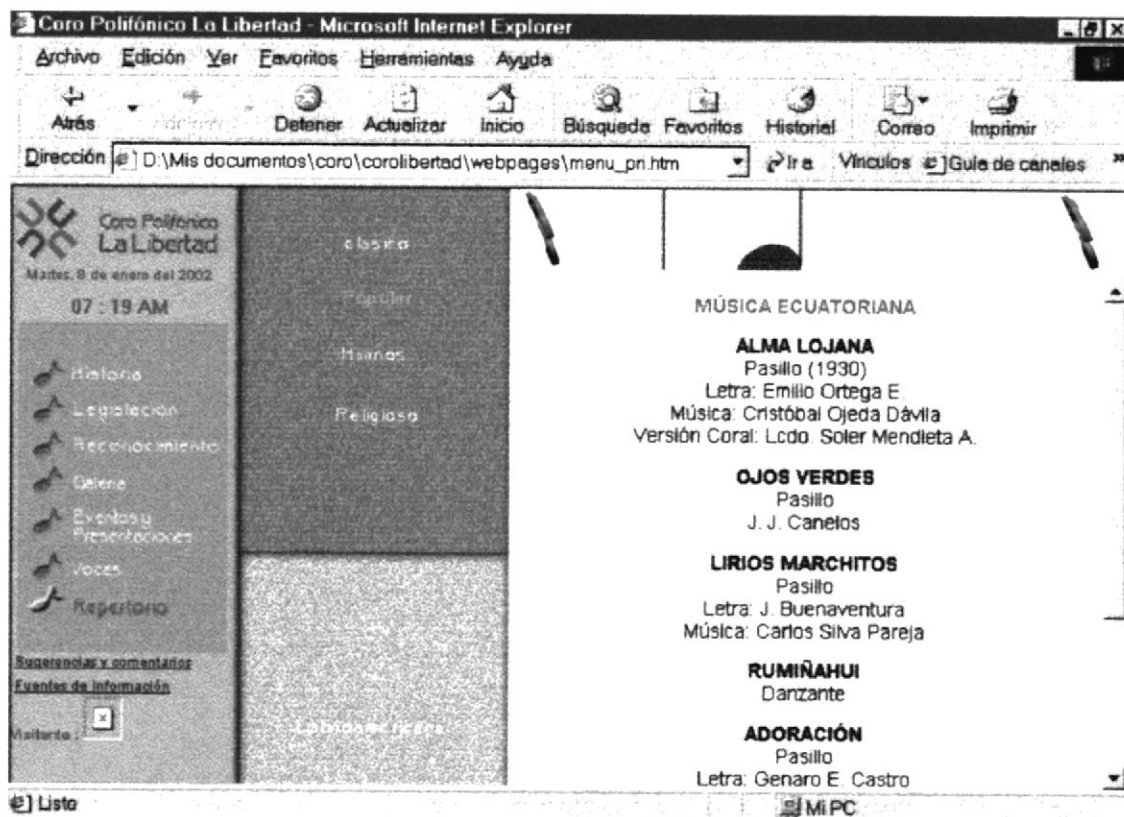 Coro Polifónico La Libertad - Microsoft Internet Explorer
Archivo Edición Ver Favoritos Herramientas Ayuda
Atrás Detener Actualizar Inicio Búsqueda Favoritos Historial Correo Imprimir
Dirección D:\Mis documentos\coro\corolibertad\webpages\menu_pri.htm Ir a Vínculos Guía de canales »
Coro Polifónico
La Libertad
Martes, 8 de enero del 2002
07 : 19 AM
Historia
Legislación
Reconocimiento
Galería
Eventos y
Presentaciones
Voces
Repertorio
Sugerencias y comentarios
Fuentes de Información
Visitante :
clásica
Popular
Himnos
Religiosa
Latinoamericana
MÚSICA ECUATORIANA
ALMA LOJANA
Pasillo (1930)
Letra: Emilio Ortega E.
Música: Cristóbal Ojeda Dávila
Versión Coral: Lcdo. Soler Mendieta A.
OJOS VERDES
Pasillo
J. J. Canelos
LIRIOS MARCHITOS
Pasillo
Letra: J. Buenaventura
Música: Carlos Silva Pareja
RUMIÑAHUI
Danzante
ADORACIÓN
Pasillo
Letra: Genaro E. Castro
Listo
Mi PC